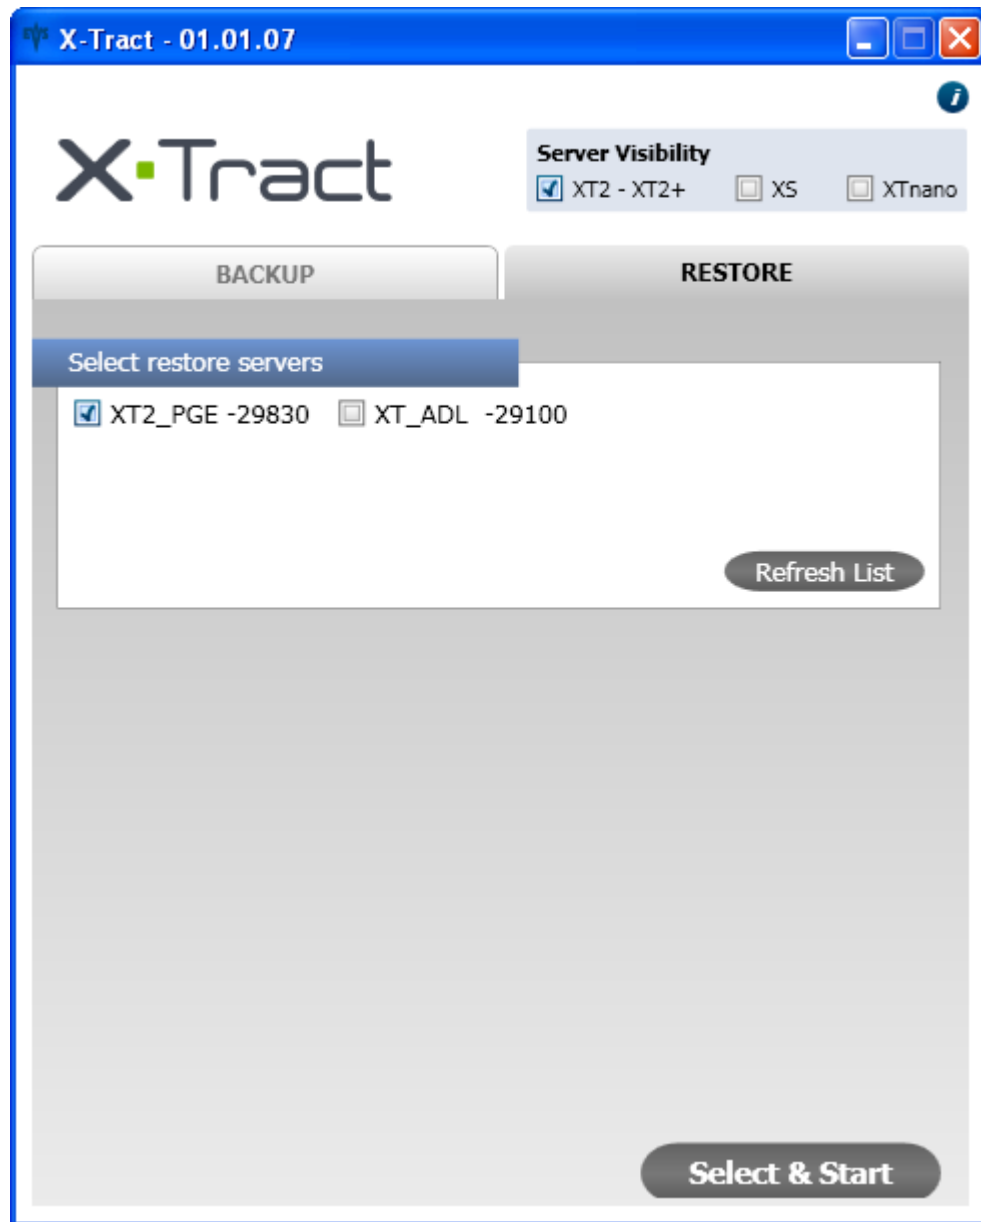 X-Tract - 01.01.07
i
X-Tract
Server Visibility
XT2 - XT2+ XS XTnano
BACKUP RESTORE
Select restore servers
XT2_PGE -29830 XT_ADL -29100
Refresh List
Select & Start